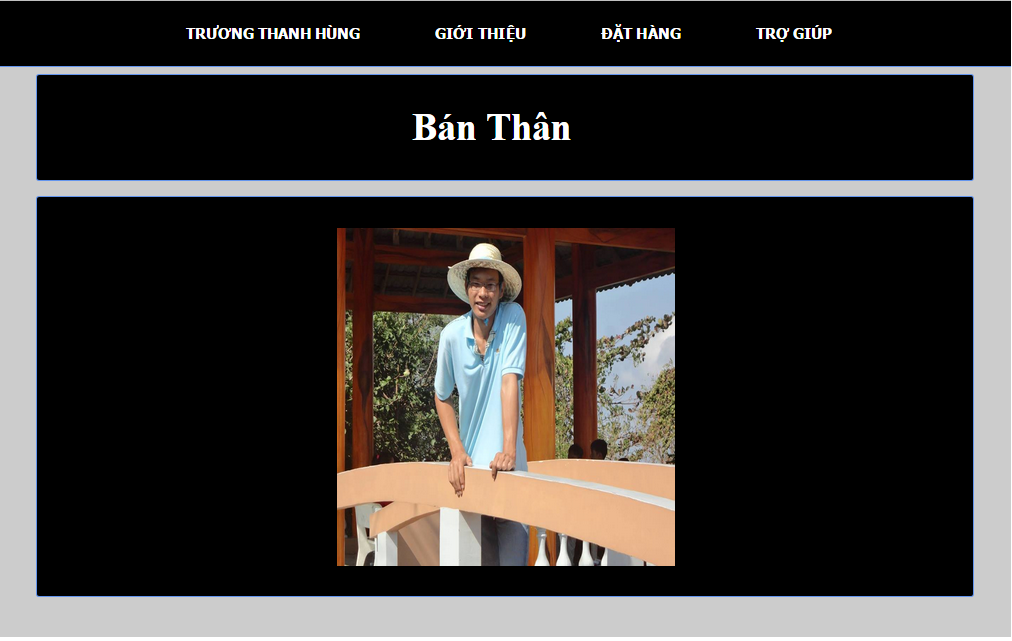 TRƯƠNG THANH HÙNG GIỚI THIỆU ĐẶT HÀNG TRỢ GIÚP
Bán Thân